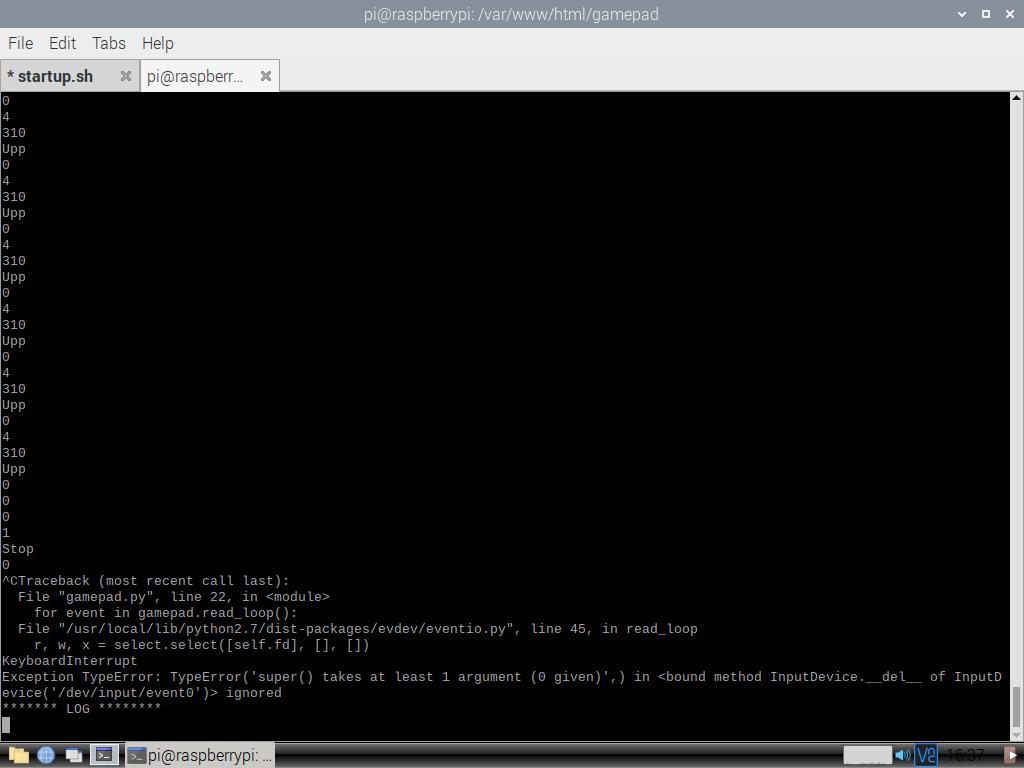 pi@raspberrypi: /var/www/html/gamepad
File Edit Tabs Help
* startup.sh pi@raspberr...
0
4
310
Upp
0
4
310
Upp
0
4
310
Upp
0
4
310
Upp
0
4
310
Upp
0
4
310
Upp
0
0
0
1
Stop
0
^CTraceback (most recent call last):
  File "gamepad.py", line 22, in <module>
    for event in gamepad.read_loop():
  File "/usr/local/lib/python2.7/dist-packages/evdev/eventio.py", line 45, in read_loop
    r, w, x = select.select([self.fd], [], [])
KeyboardInterrupt
Exception TypeError: TypeError('super() takes at least 1 argument (0 given)',) in <bound method InputDevice.__del__ of InputD
evice('/dev/input/event0')> ignored
******* LOG ********
pi@raspberrypi: ... V2 16:37